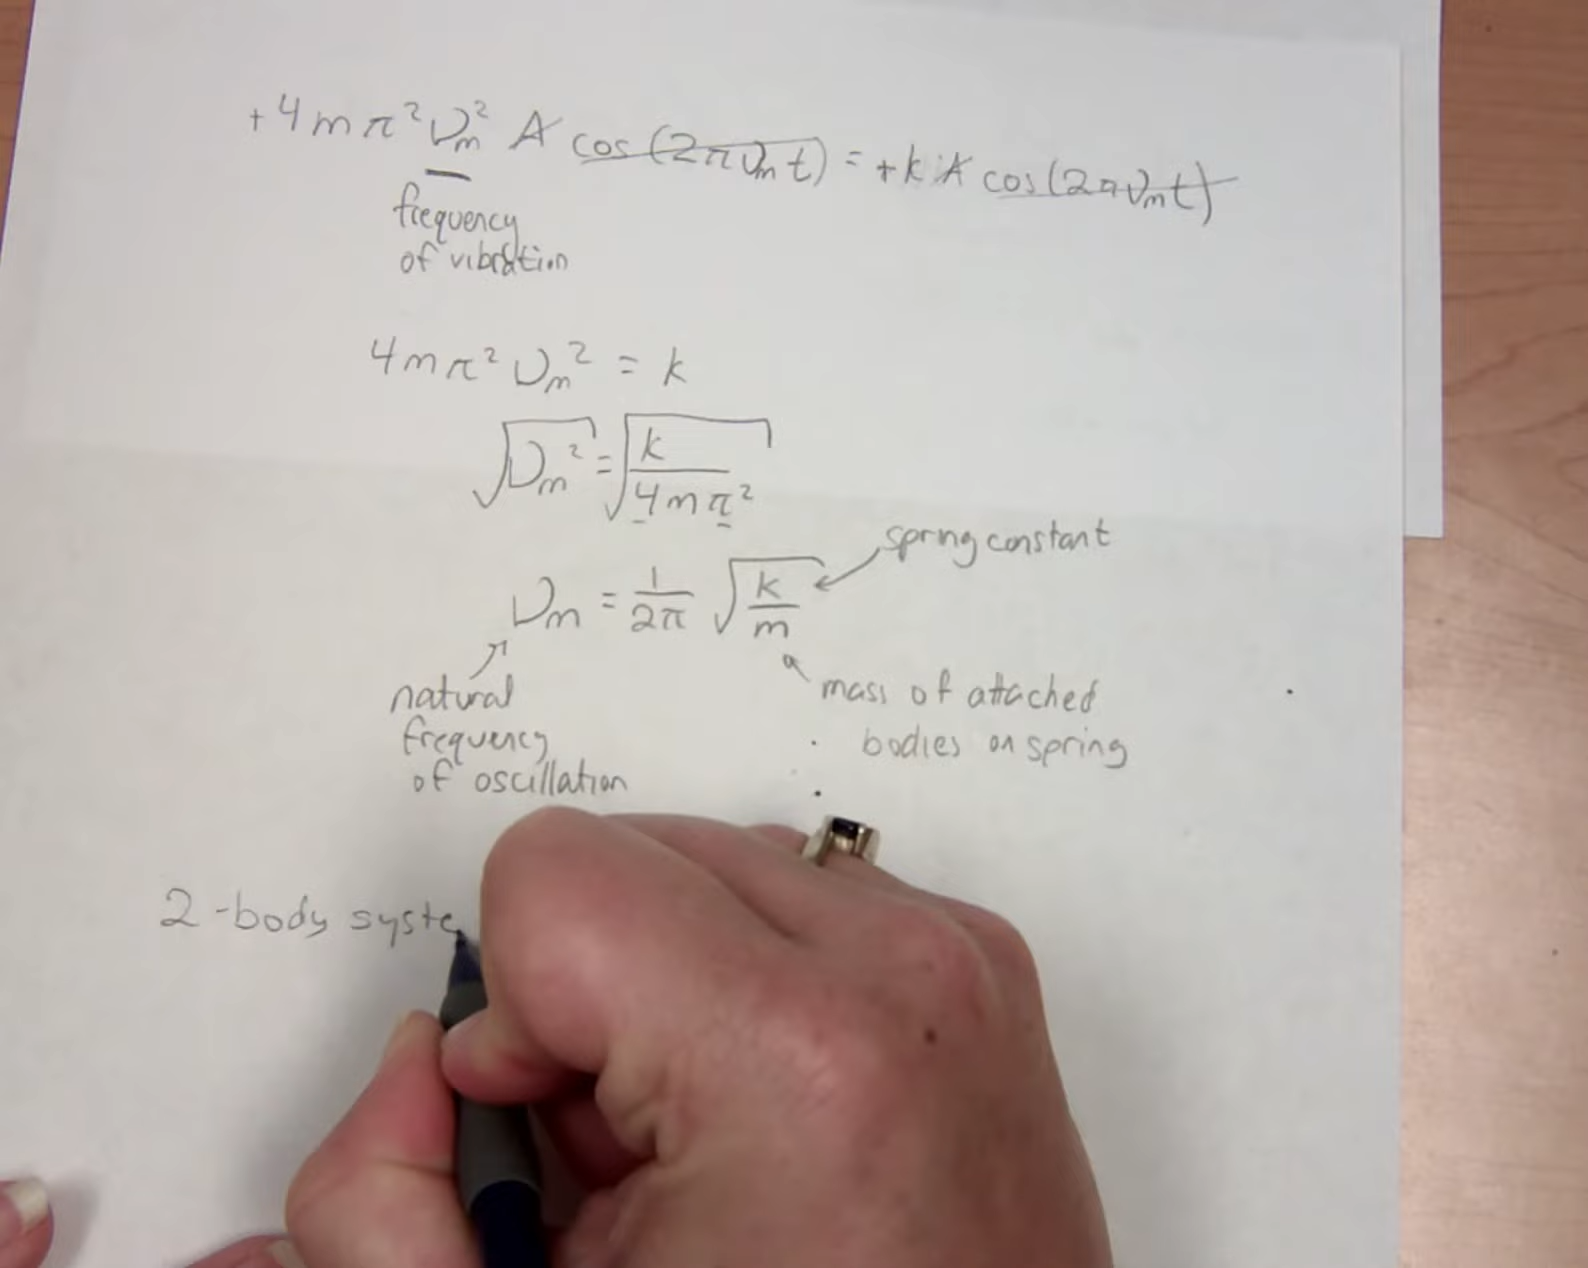 +4mπ²νm² A cos(2πνmt) = +kA cos(2πνmt)
frequency
of vibration
4mπ²νm² = k
√νm² = √k/4mπ²
spring constant
νm = 1/2π √k/m
natural
frequency
of oscillation
mass of attached
bodies on spring
2-body syste